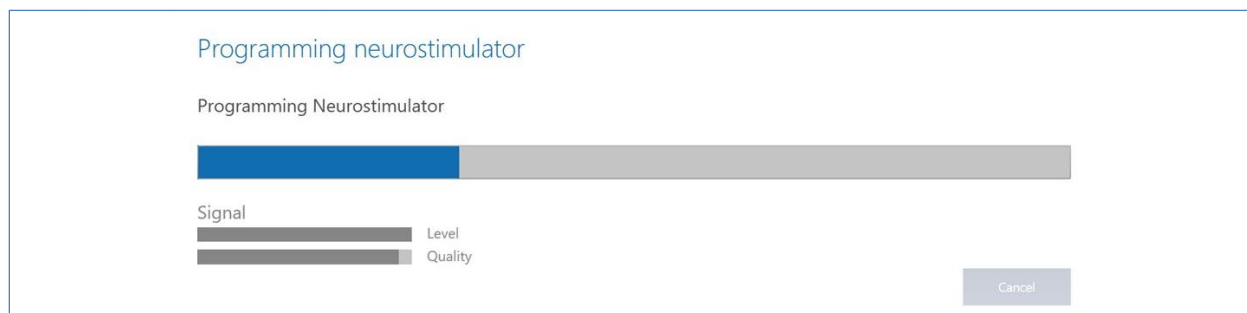 Programming neurostimulator
Programming Neurostimulator
Signal
Level
Quality
Cancel